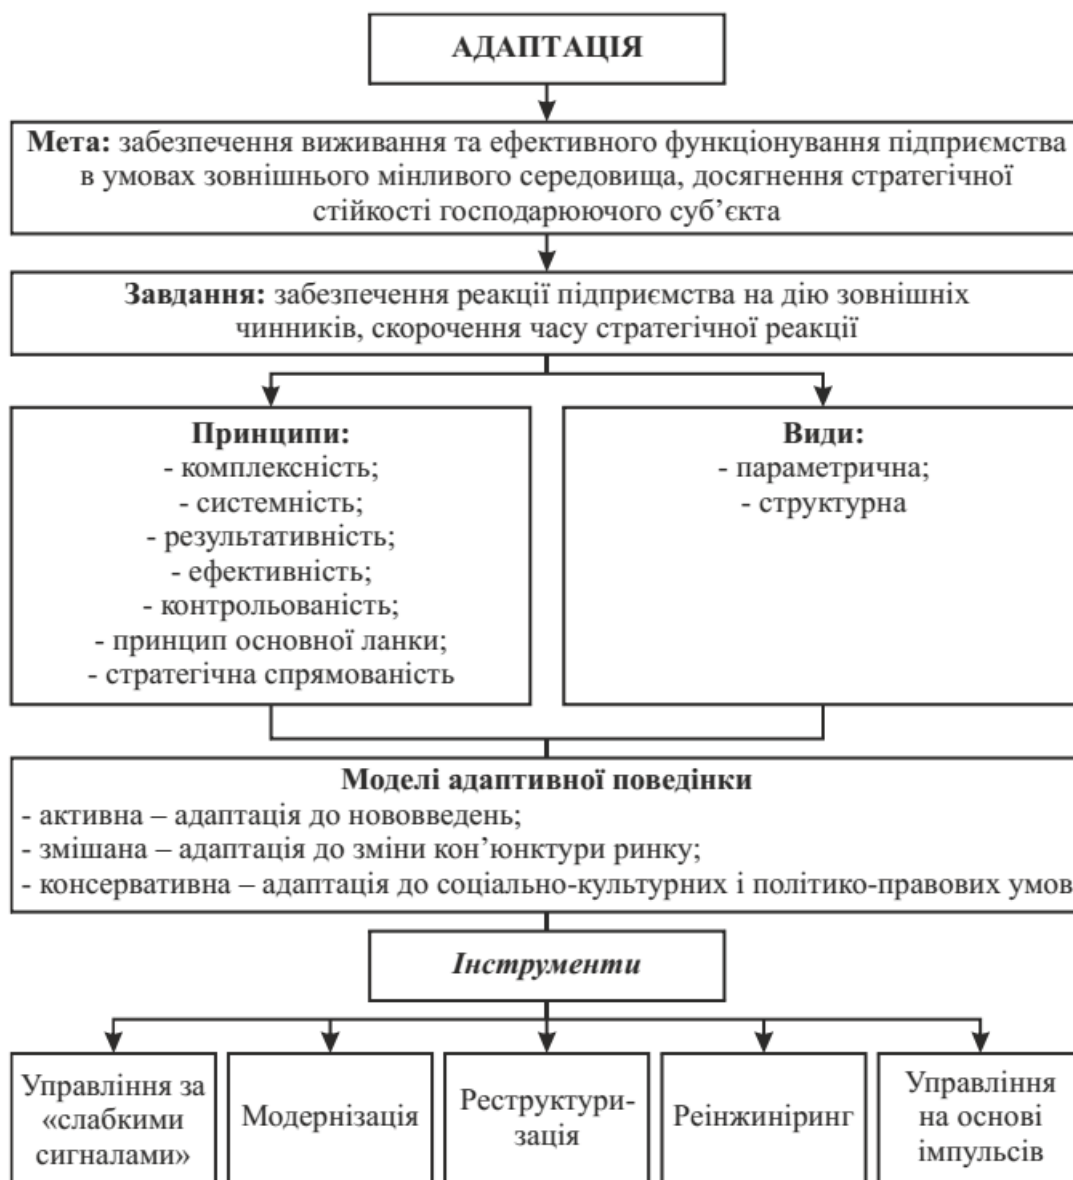 АДАПТАЦІЯ
Мета: забезпечення виживання та ефективного функціонування підприємства
в умовах зовнішнього мінливого середовища, досягнення стратегічної
стійкості господарюючого суб’єкта
Завдання: забезпечення реакції підприємства на дію зовнішніх
чинників, скорочення часу стратегічної реакції
Принципи:
- комплексність;
- системність;
- результативність;
- ефективність;
- контрольованість;
- принцип основної ланки;
- стратегічна спрямованість
Види:
- параметрична;
- структурна
Моделі адаптивної поведінки
- активна – адаптація до нововведень;
- змішана – адаптація до зміни кон’юнктури ринку;
- консервативна – адаптація до соціально-культурних і політико-правових умов
Інструменти
Управління за
«слабкими
сигналами»
Модернізація
Реструктури-
зація
Реінжиніринг
Управління
на основі
імпульсів